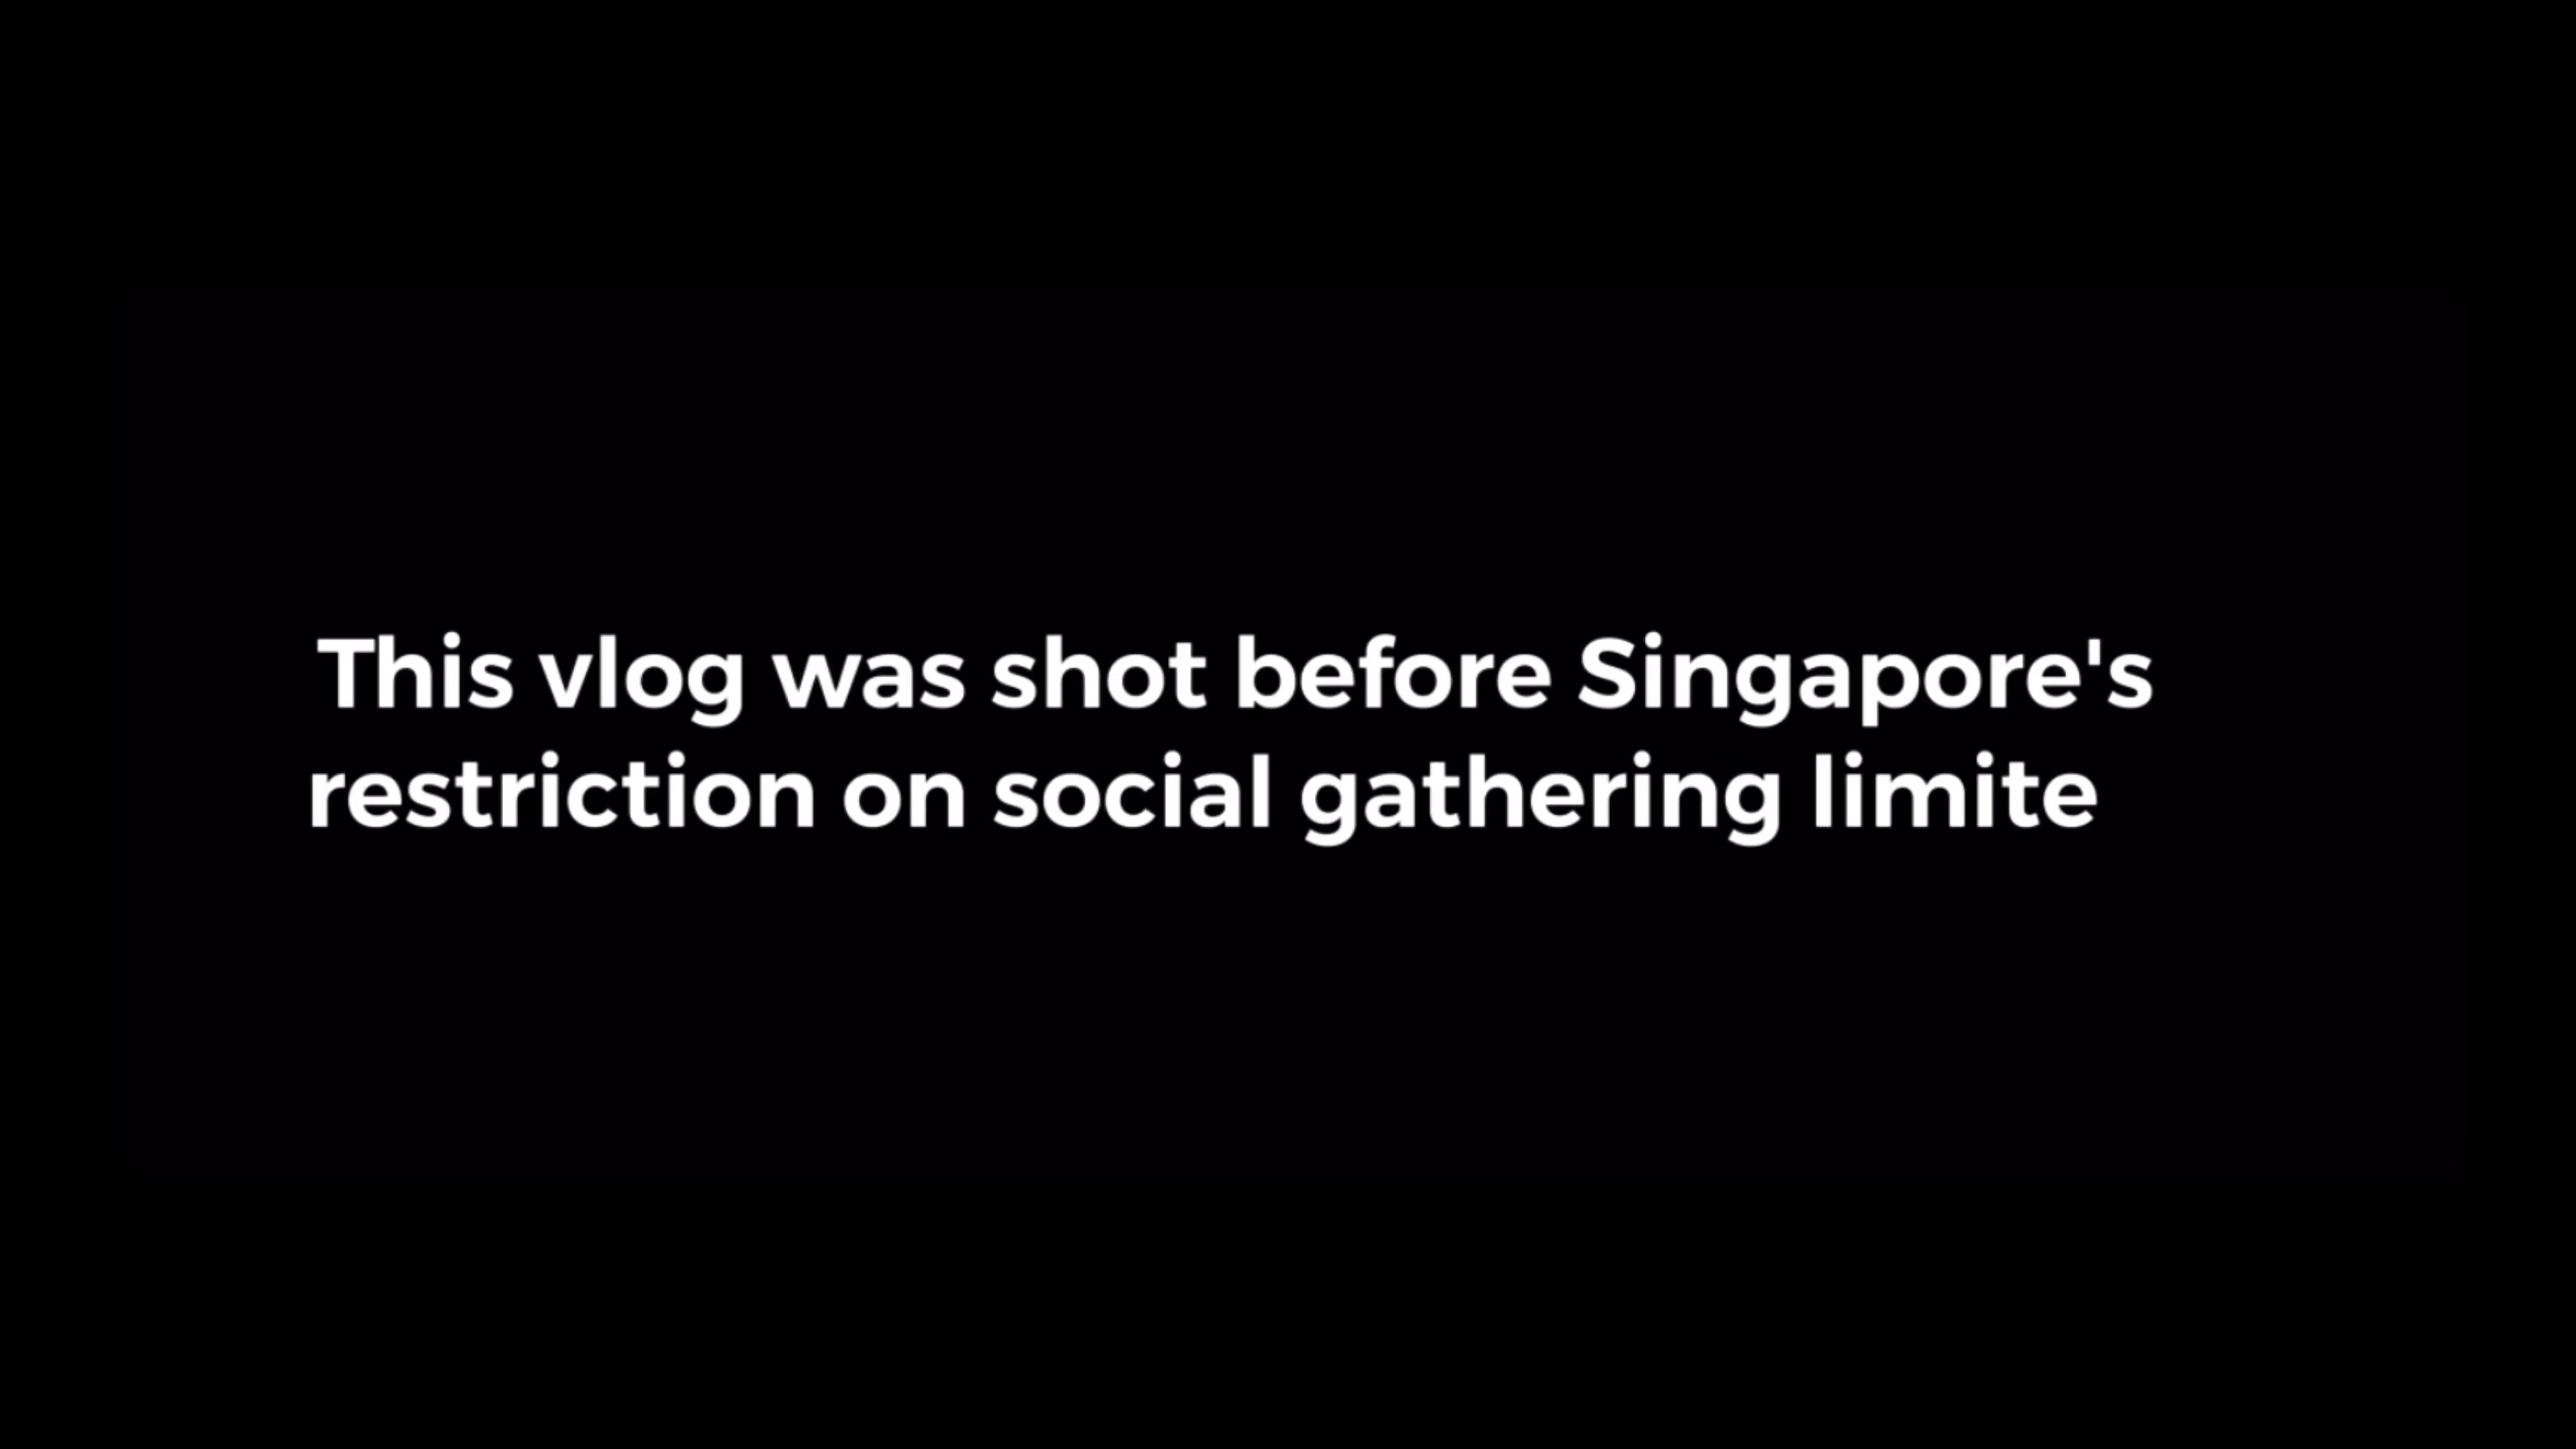 This vlog was shot before Singapore's
restriction on social gathering limite